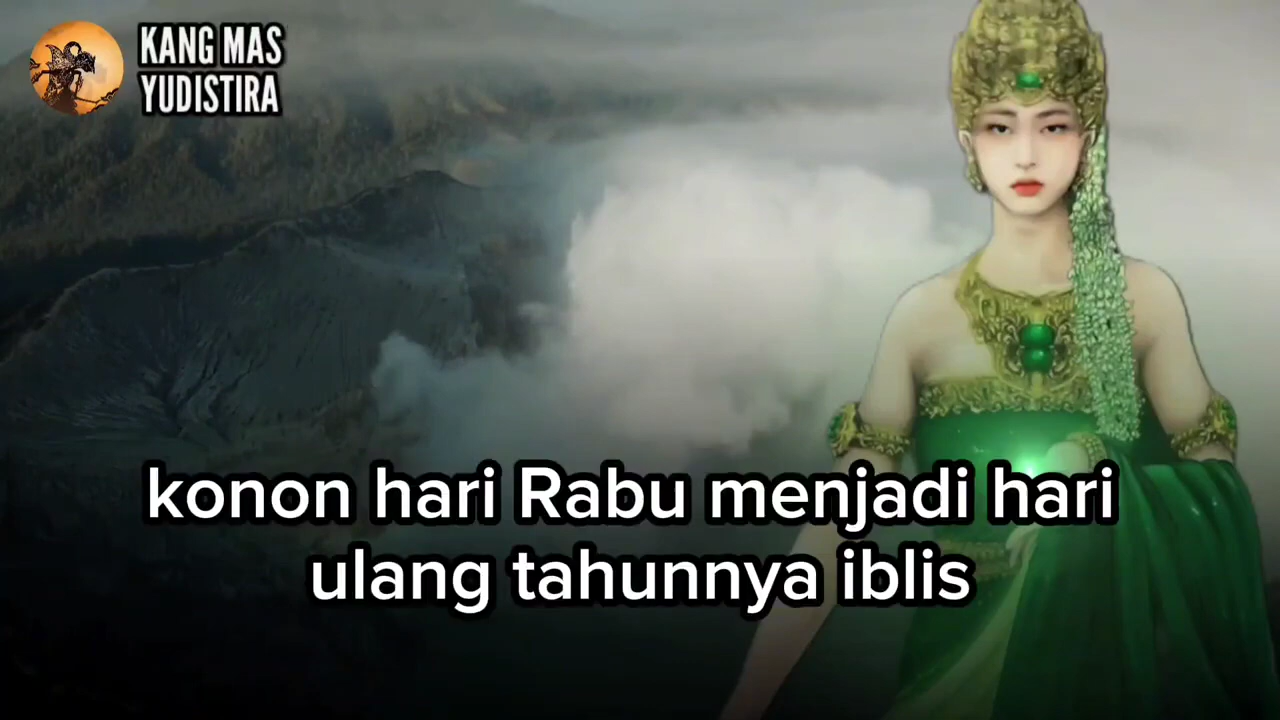 KANG MAS
YUDISTIRA
konon hari Rabu menjadi hari
ulang tahunnya iblis